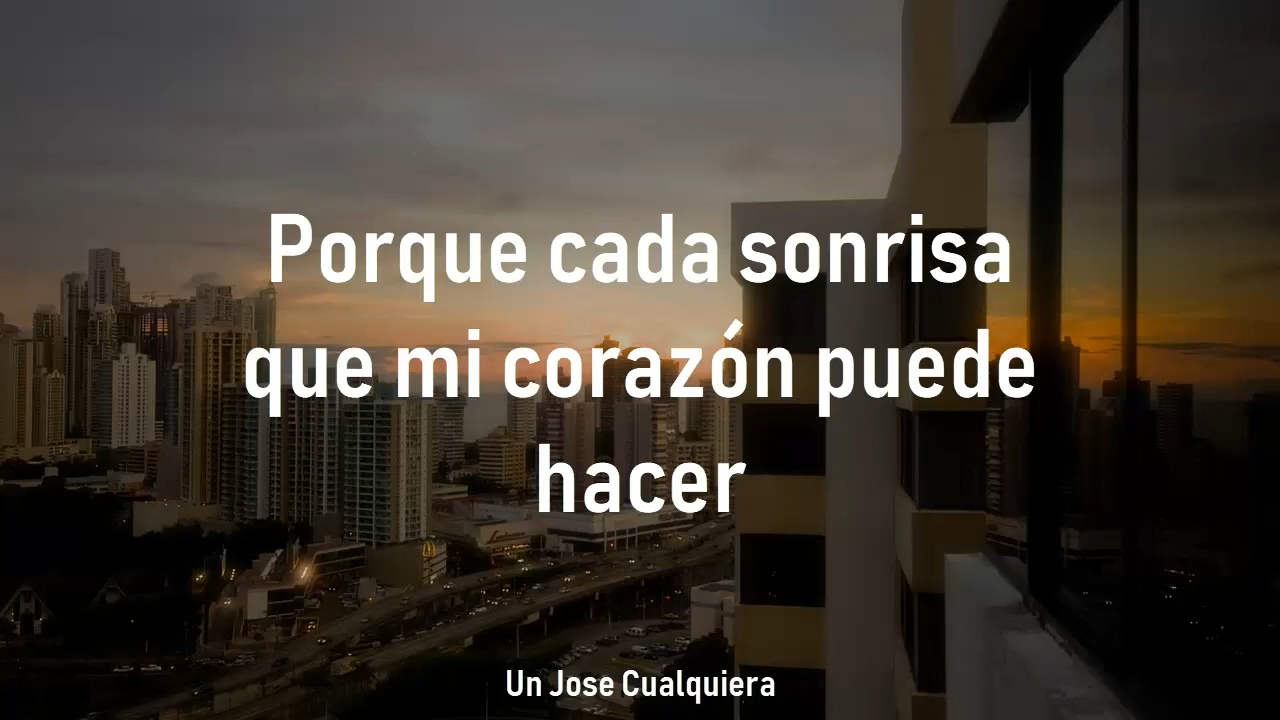 Porque cada sonrisa
que mi corazón puede
hacer
Un Jose Cualquiera